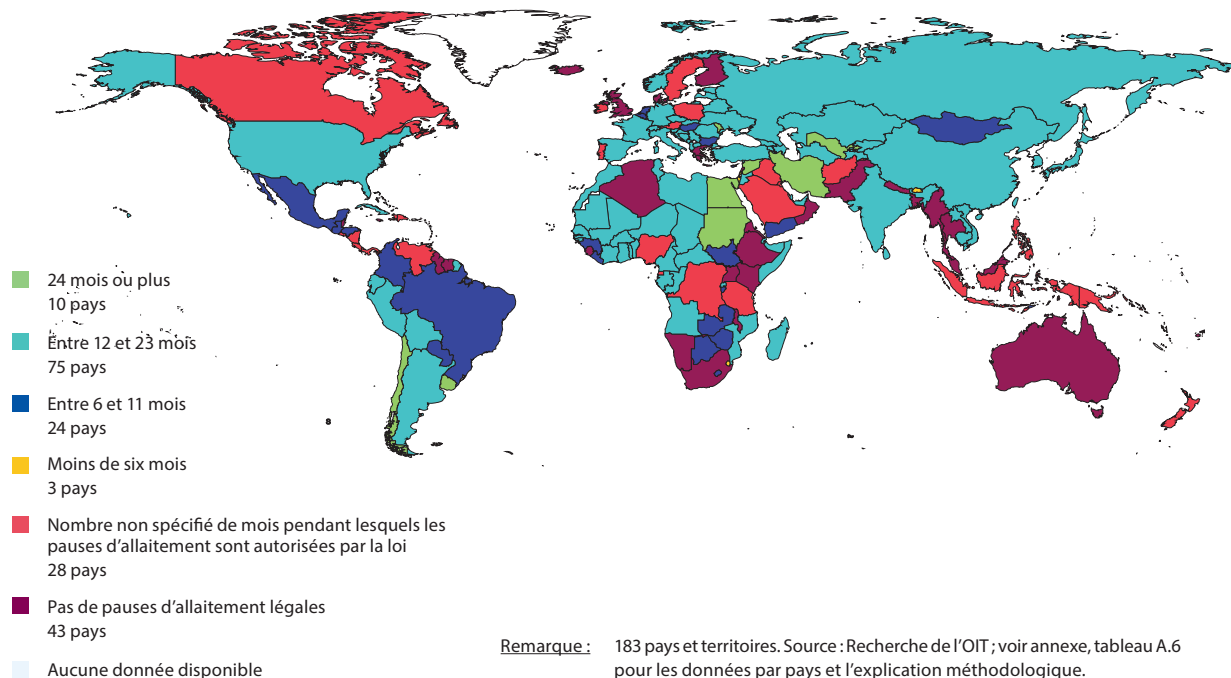 24 mois ou plus
10 pays
Entre 12 et 23 mois
75 pays
Entre 6 et 11 mois
24 pays
Moins de six mois
3 pays
Nombre non spécifié de mois pendant lesquels les
pauses d'allaitement sont autorisées par la loi
28 pays
Pas de pauses d'allaitement légales
43 pays
Aucune donnée disponible
Remarque : 183 pays et territoires. Source : Recherche de l'OIT ; voir annexe, tableau A.6
pour les données par pays et l'explication méthodologique.